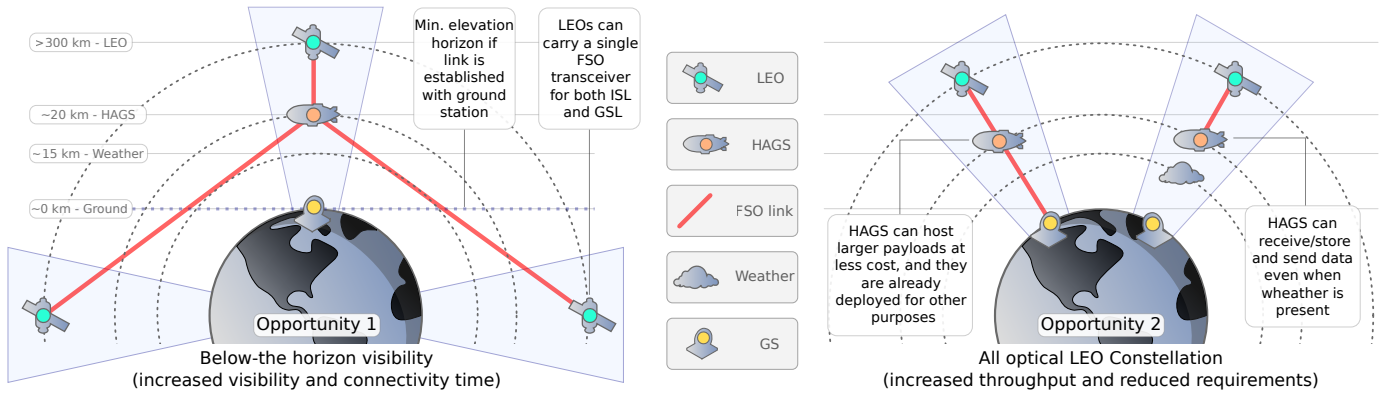 >300 km - LEO
~20 km - HAGS
~15 km - Weather
~0 km - Ground
Min. elevation
horizon if
link is
established
with ground
station
LEOs can
carry a single
FSO
transceiver
for both ISL
and GSL
Opportunity 1
Below-the horizon visibility
(increased visibility and connectivity time)
LEO
HAGS
FSO link
Weather
GS
HAGS can host
larger payloads at
less cost, and they
are already
deployed for other
purposes
HAGS can
receive/store
and send data
even when
wheather is
present
Opportunity 2
All optical LEO Constellation
(increased throughput and reduced requirements)